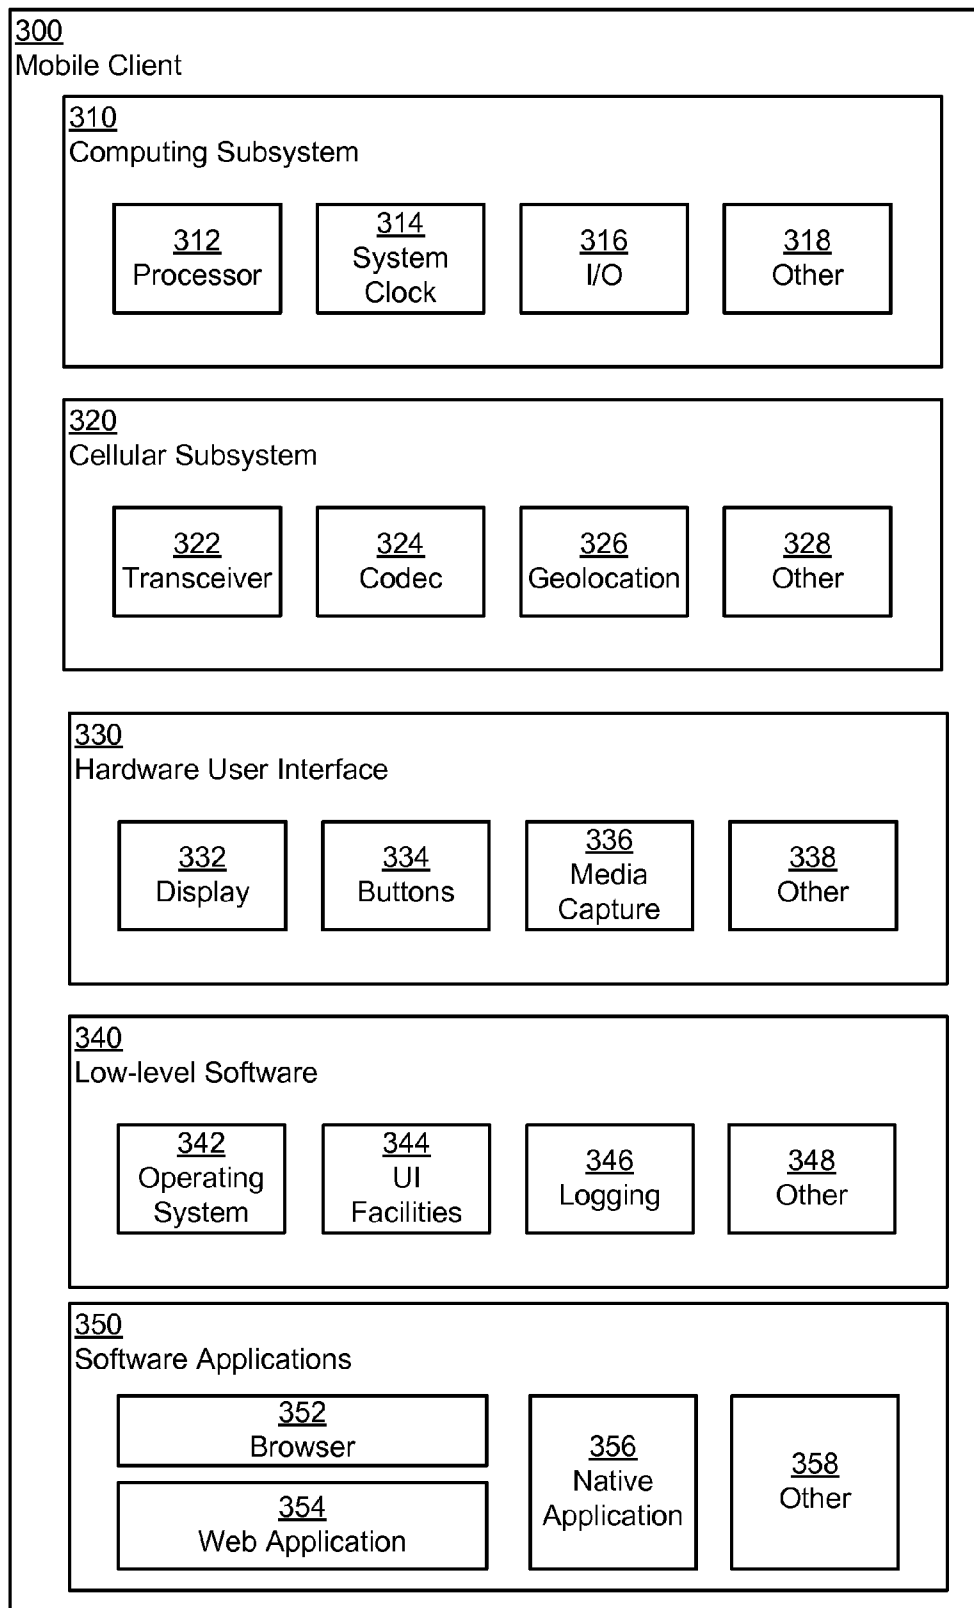 300
Mobile Client
310
Computing Subsystem
312
Processor
314
System
Clock
316
I/O
318
Other
320
Cellular Subsystem
322
Transceiver
324
Codec
326
Geolocation
328
Other
330
Hardware User Interface
332
Display
334
Buttons
336
Media
Capture
338
Other
340
Low-level Software
342
Operating
System
344
UI
Facilities
346
Logging
348
Other
350
Software Applications
352
Browser
354
Web Application
356
Native
Application
358
Other